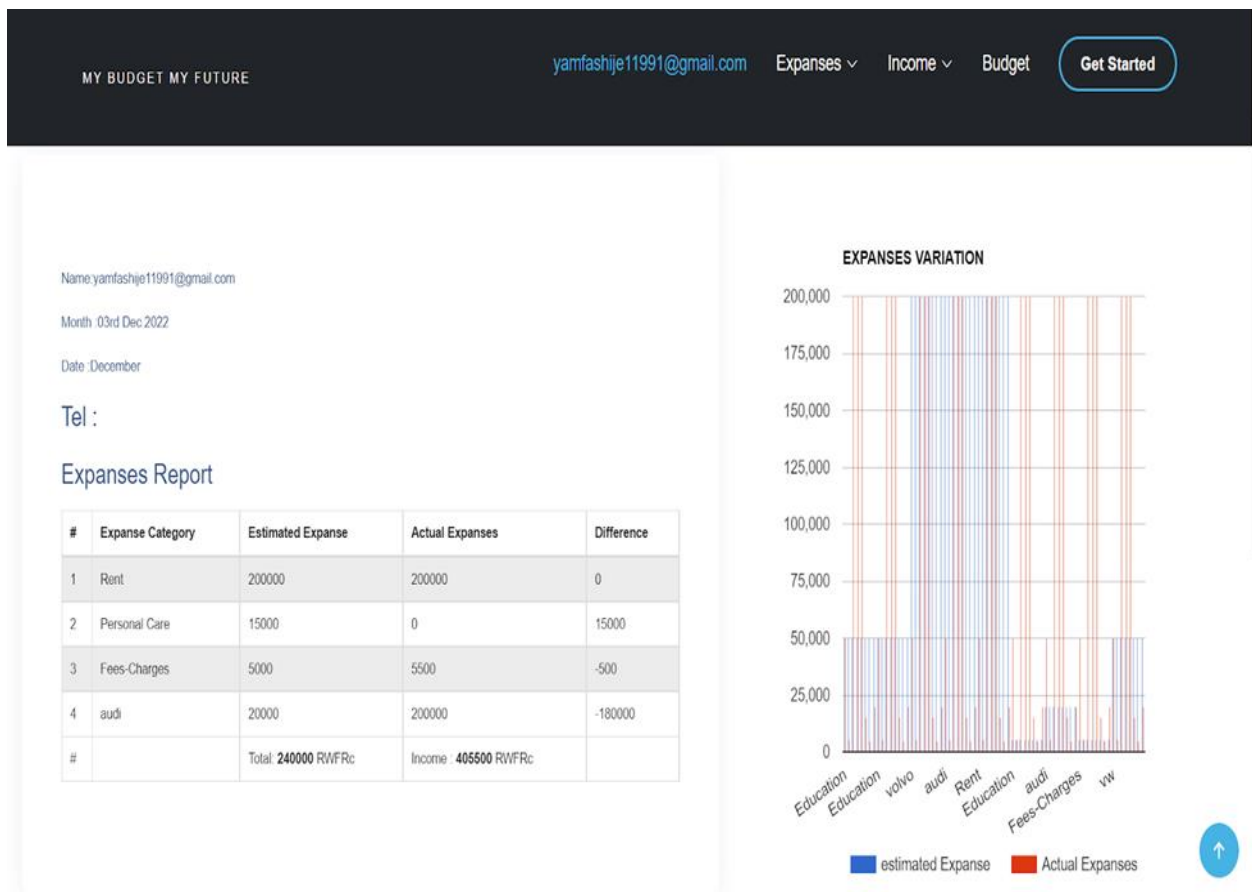 MY BUDGET MY FUTURE
yamfashije11991@gmail.com Expanses Income Budget Get Started
Name:yamfashije11991@gmail.com
Month :03rd Dec 2022
Date :December
Tel :
Expanses Report
# Expanse Category Estimated Expanse Actual Expanses Difference
1 Rent 200000 200000 0
2 Personal Care 15000 0 15000
3 Fees-Charges 5000 5500 -500
4 audi 20000 200000 -180000
# Total: 240000 RWFRc Income : 405500 RWFRc
EXPANSES VARIATION
200,000
175,000
150,000
125,000
100,000
75,000
50,000
25,000
0
Education Education volvo audi Rent Education audi Fees-Charges vw
estimated Expanse Actual Expanses